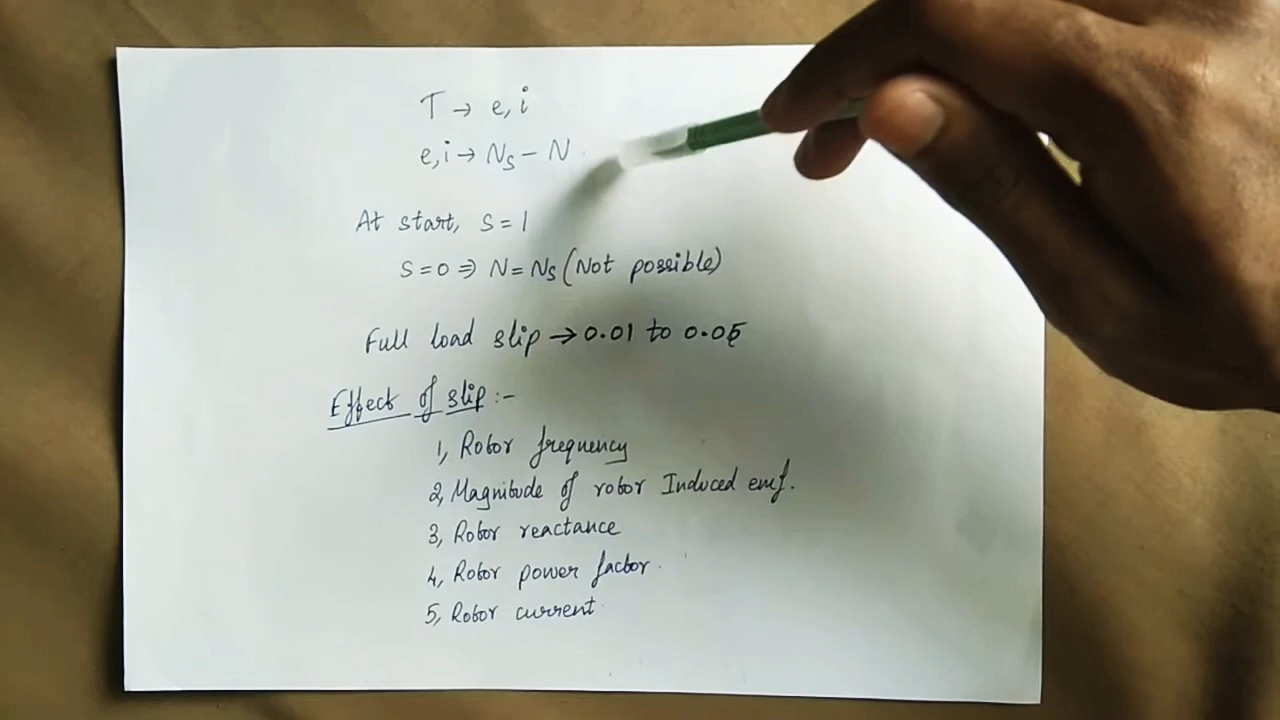 T → e, i
e, i → Ns - N
At start, S = 1
S = 0 ⇒ N = Ns (Not possible)
Full load slip → 0.01 to 0.05
Effect of slip :-
1, Rotor frequency
2, Magnitude of rotor Induced emf.
3, Rotor reactance
4, Rotor power factor.
5, Rotor current.